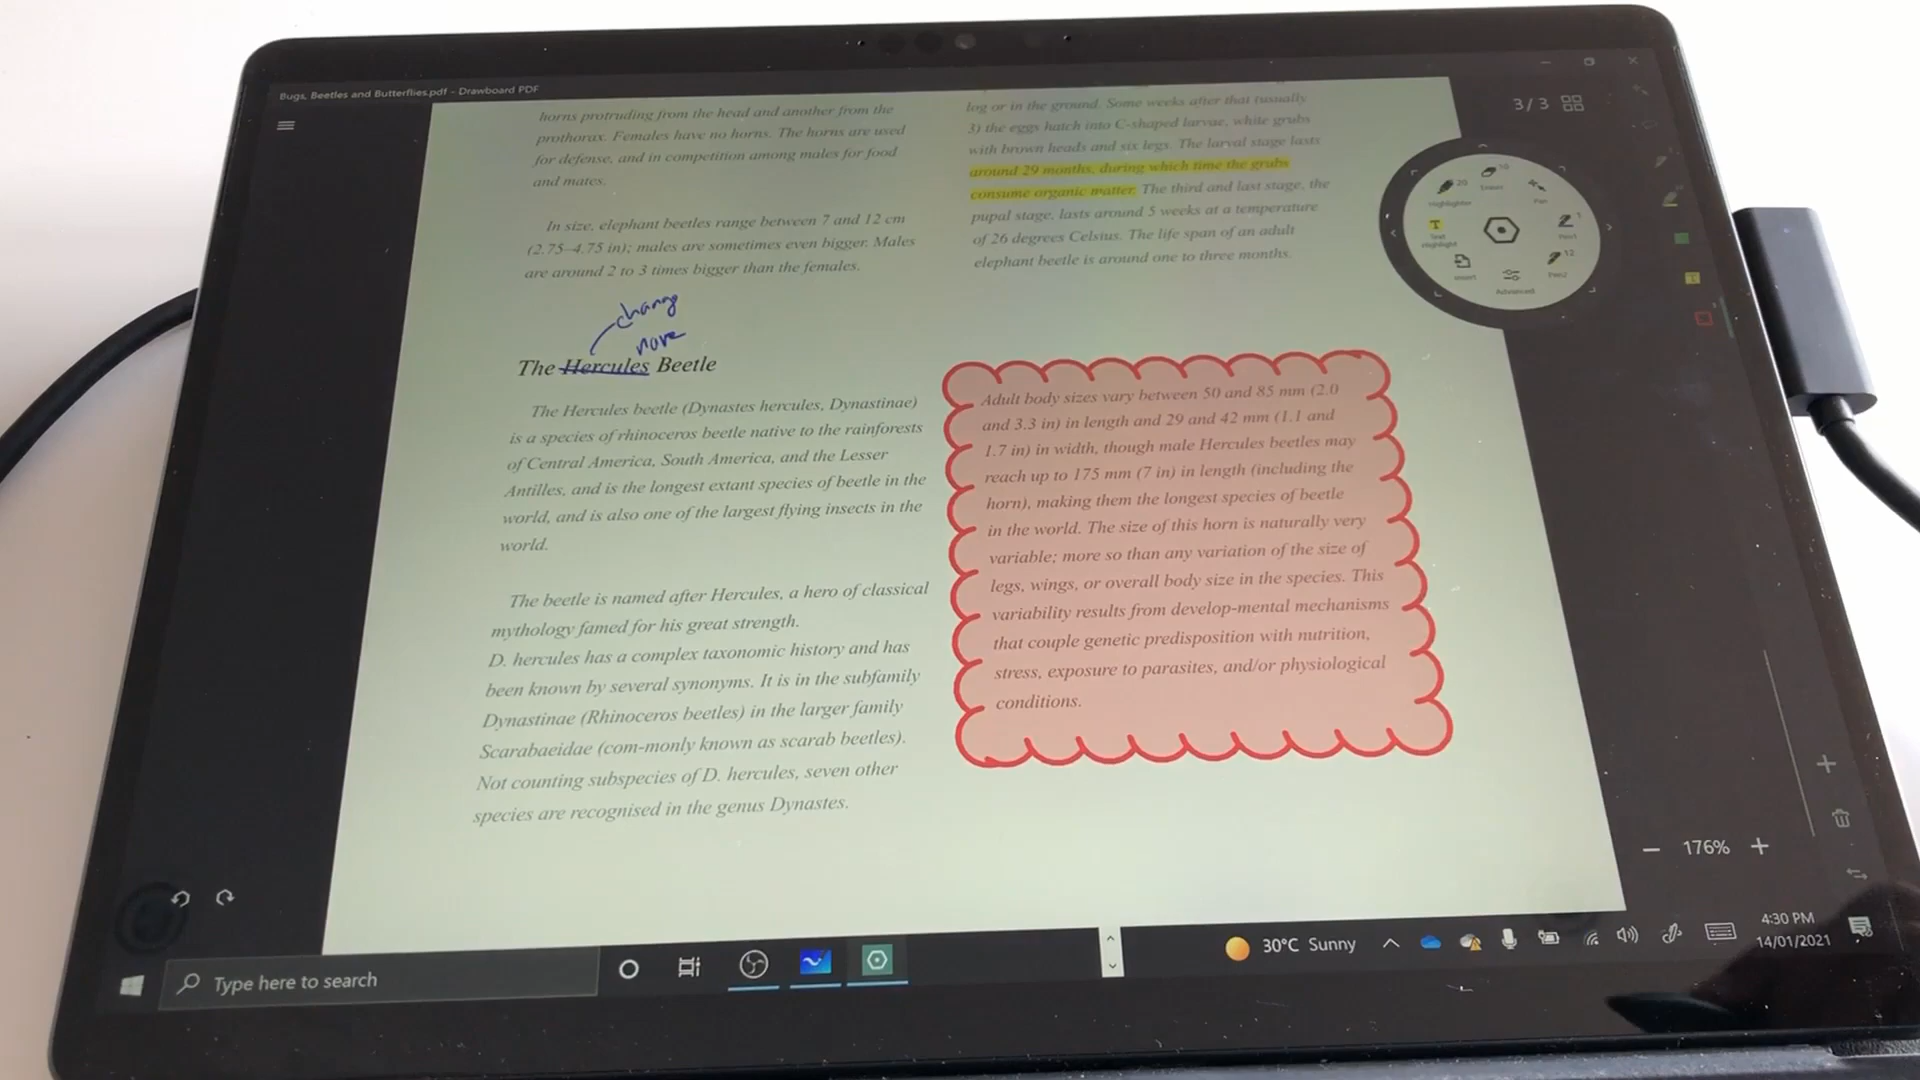 Bugs, Beetles and Butterflies.pdf - Drawboard PDF
3 / 3
horns protruding from the head and another from the
prothorax. Females have no horns. The horns are used
for defense, and in competition among males for food
and mates.
In size, elephant beetles range between 7 and 12 cm
(2.75–4.75 in); males are sometimes even bigger. Males
are around 2 to 3 times bigger than the females.
change
The Hercules Beetle
The Hercules beetle (Dynastes hercules, Dynastinae)
is a species of rhinoceros beetle native to the rainforests
of Central America, South America, and the Lesser
Antilles, and is the longest extant species of beetle in the
world, and is also one of the largest flying insects in the
world.
The beetle is named after Hercules, a hero of classical
mythology famed for his great strength.
D. hercules has a complex taxonomic history and has
been known by several synonyms. It is in the subfamily
Dynastinae (Rhinoceros beetles) in the larger family
Scarabaeidae (com-monly known as scarab beetles).
Not counting subspecies of D. hercules, seven other
species are recognised in the genus Dynastes.
log or in the ground. Some weeks after that (usually
3) the eggs hatch into C-shaped larvae, white grubs
with brown heads and six legs. The larval stage lasts
around 29 months, during which time the grubs
consume organic matter. The third and last stage, the
pupal stage, lasts around 5 weeks at a temperature
of 26 degrees Celsius. The life span of an adult
elephant beetle is around one to three months.
Adult body sizes vary between 50 and 85 mm (2.0
and 3.3 in) in length and 29 and 42 mm (1.1 and
1.7 in) in width, though male Hercules beetles may
reach up to 175 mm (7 in) in length (including the
horn), making them the longest species of beetle
in the world. The size of this horn is naturally very
variable; more so than any variation of the size of
legs, wings, or overall body size in the species. This
variability results from develop-mental mechanisms
that couple genetic predisposition with nutrition,
stress, exposure to parasites, and/or physiological
conditions.
20
Highlighter
10
Eraser
Pen
1
Pen1
12
Pen2
Advanced
Insert
T
Text
Highlight
176%
Type here to search
30°C Sunny
4:30 PM
14/01/2021